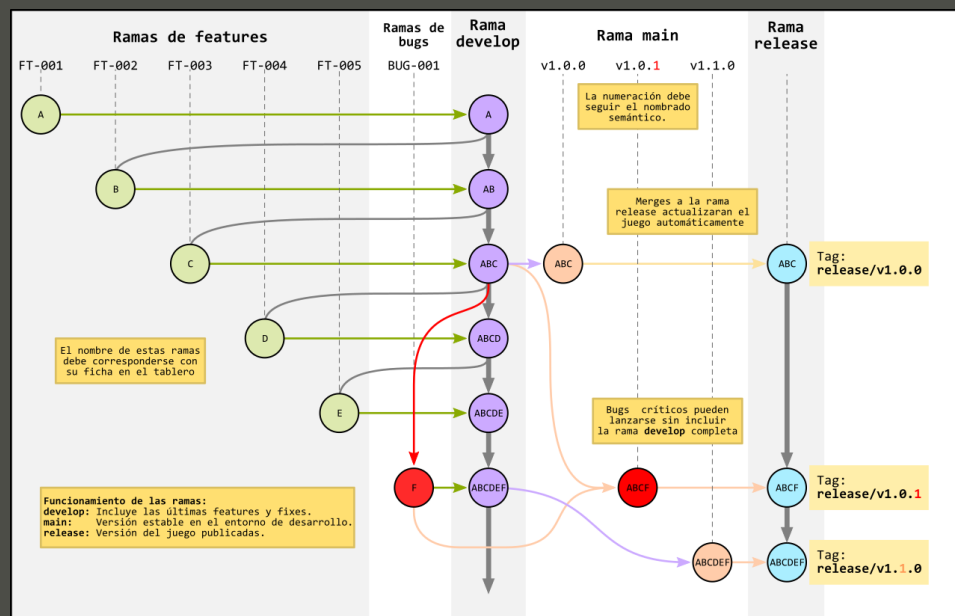 Ramas de features
Ramas de
bugs
Rama
develop
Rama main
Rama
release
FT-001
FT-002
FT-003
FT-004
FT-005
BUG-001
v1.0.0
v1.0.1
v1.1.0
La numeración debe
seguir el nombrado
semántico.
A
A
B
AB
Merges a la rama
release actualizaran el
juego automáticamente
C
ABC
ABC
ABC
Tag:
release/v1.0.0
D
ABCD
El nombre de estas ramas
debe corresponderse con
su ficha en el tablero
E
ABCDE
Bugs críticos pueden
lanzarse sin incluir
la rama develop completa
F
ABCDEF
ABCF
ABCF
Tag:
release/v1.0.1
Funcionamiento de las ramas:
develop: Incluye las últimas features y fixes.
main: Versión estable en el entorno de desarrollo.
release: Versión del juego publicadas.
ABCDEF
ABCDEF
Tag:
release/v1.1.0